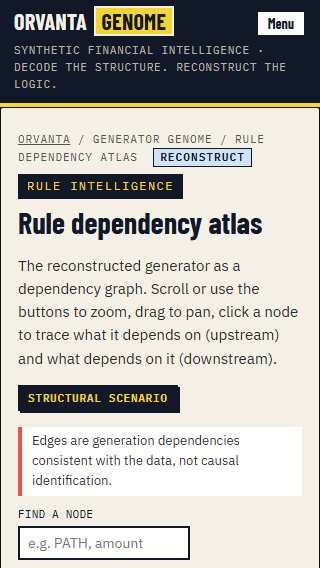 ORVANTA GENOME
Menu
SYNTHETIC FINANCIAL INTELLIGENCE ·
DECODE THE STRUCTURE. RECONSTRUCT THE
LOGIC.
ORVANTA / GENERATOR GENOME / RULE
DEPENDENCY ATLAS RECONSTRUCT
RULE INTELLIGENCE
Rule dependency atlas
The reconstructed generator as a
dependency graph. Scroll or use the
buttons to zoom, drag to pan, click a node
to trace what it depends on (upstream)
and what depends on it (downstream).
STRUCTURAL SCENARIO
Edges are generation dependencies
consistent with the data, not causal
identification.
FIND A NODE
e.g. PATH, amount